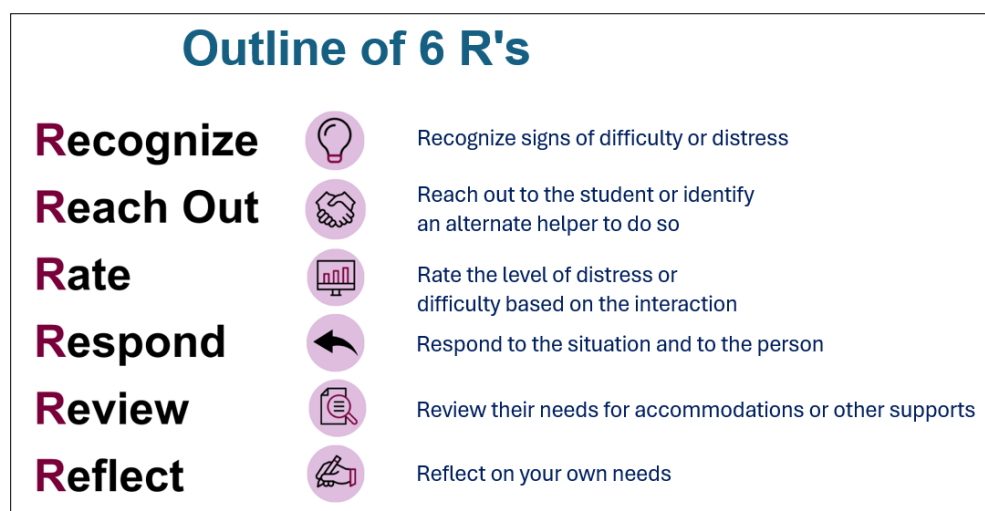 Outline of 6 R's
Recognize
Recognize signs of difficulty or distress
Reach Out
Reach out to the student or identify
an alternate helper to do so
Rate
Rate the level of distress or
difficulty based on the interaction
Respond
Respond to the situation and to the person
Review
Review their needs for accommodations or other supports
Reflect
Reflect on your own needs